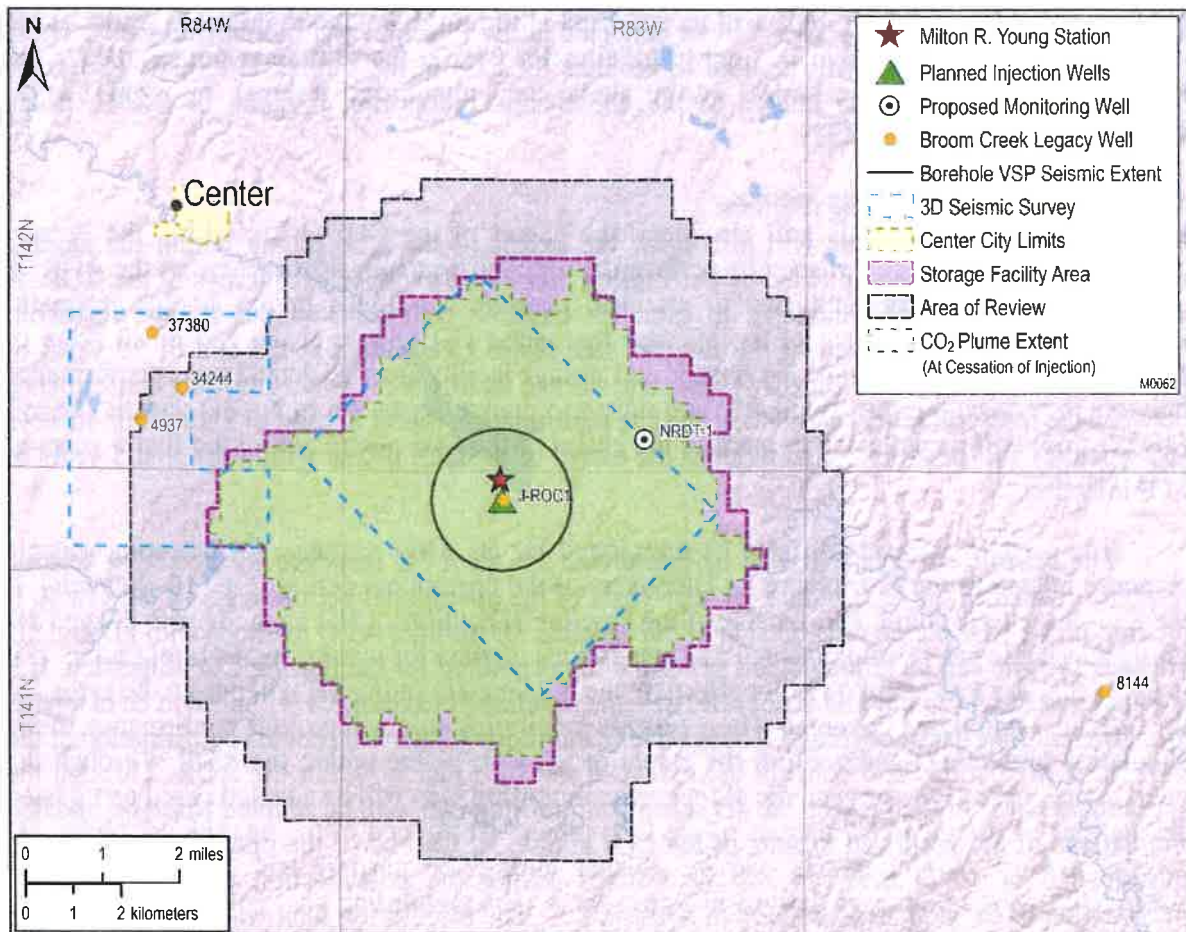 N
R84W
R83W
T142N
T141N
Center
37380
34244
4937
NRDT-1
J-ROC1
8144
Milton R. Young Station
Planned Injection Wells
Proposed Monitoring Well
Broom Creek Legacy Well
Borehole VSP Seismic Extent
3D Seismic Survey
Center City Limits
Storage Facility Area
Area of Review
CO₂ Plume Extent
(At Cessation of Injection)
M0062
0 1 2 miles
0 1 2 kilometers